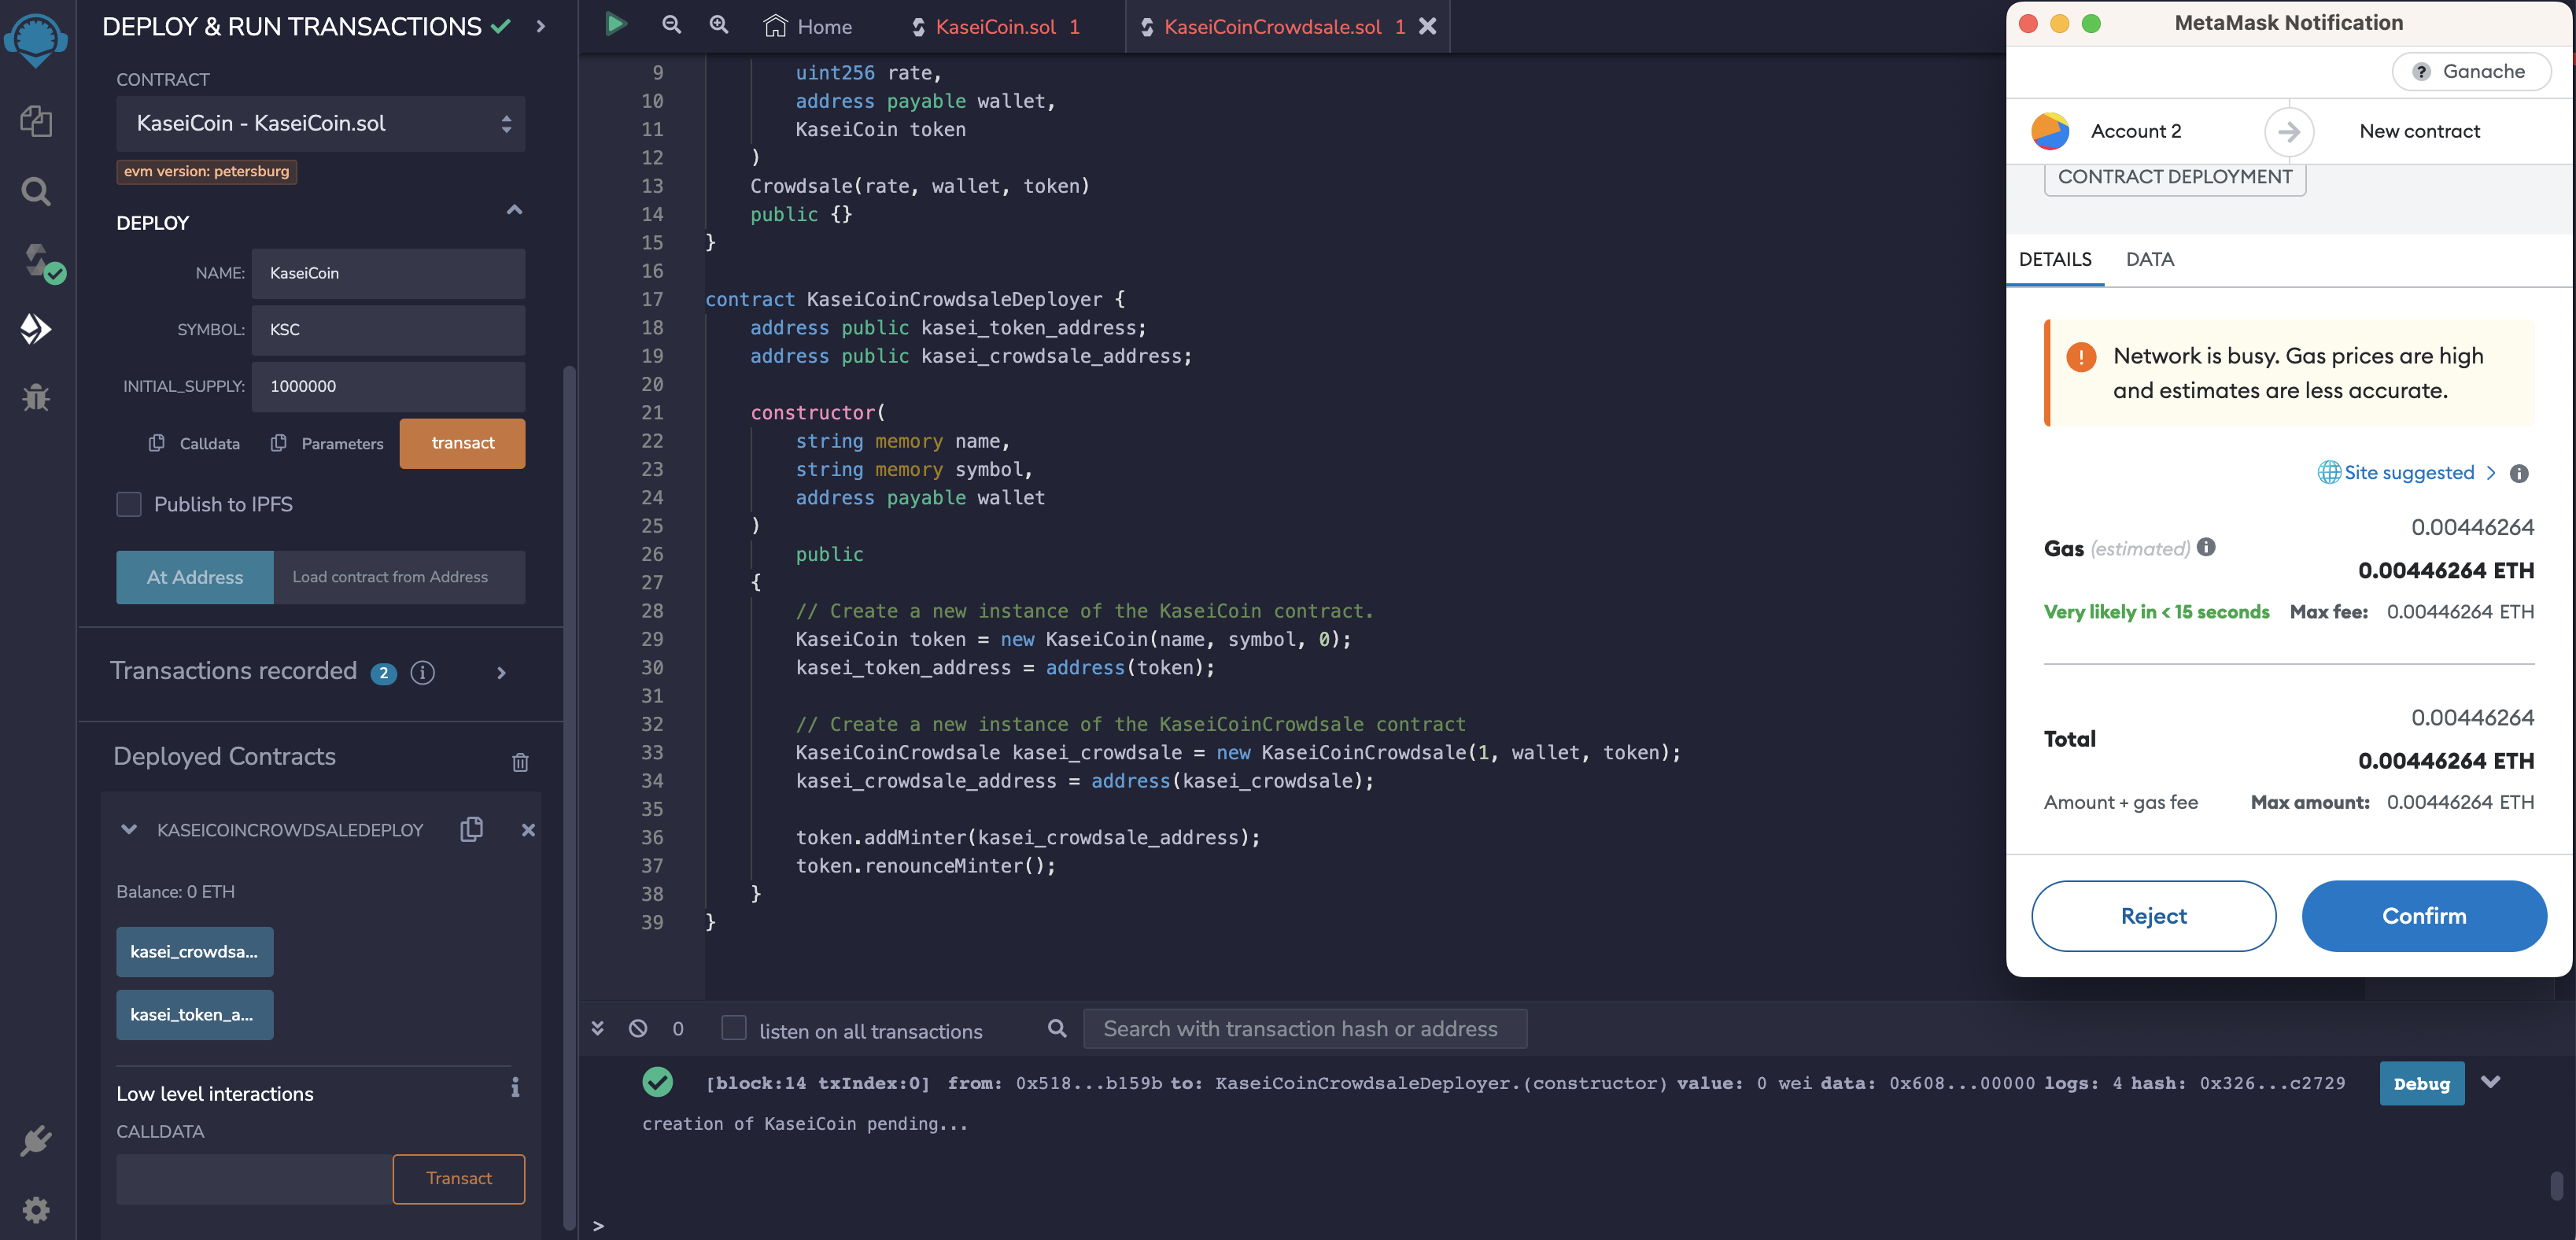 DEPLOY & RUN TRANSACTIONS
CONTRACT
KaseiCoin - KaseiCoin.sol
evm version: petersburg
DEPLOY
NAME: KaseiCoin
SYMBOL: KSC
INITIAL_SUPPLY: 1000000
Calldata Parameters transact
Publish to IPFS
At Address Load contract from Address
Transactions recorded 2
Deployed Contracts
KASEICOINCROWDSALEDEPLOY
Balance: 0 ETH
kasei_crowdsa...
kasei_token_a...
Low level interactions
CALLDATA
Transact
Home KaseiCoin.sol 1 KaseiCoinCrowdsale.sol 1
9 uint256 rate,
10 address payable wallet,
11 KaseiCoin token
12 )
13 Crowdsale(rate, wallet, token)
14 public {}
15 }
16
17 contract KaseiCoinCrowdsaleDeployer {
18 address public kasei_token_address;
19 address public kasei_crowdsale_address;
20
21 constructor(
22 string memory name,
23 string memory symbol,
24 address payable wallet
25 )
26 public
27 {
28 // Create a new instance of the KaseiCoin contract.
29 KaseiCoin token = new KaseiCoin(name, symbol, 0);
30 kasei_token_address = address(token);
31
32 // Create a new instance of the KaseiCoinCrowdsale contract
33 KaseiCoinCrowdsale kasei_crowdsale = new KaseiCoinCrowdsale(1, wallet, token);
34 kasei_crowdsale_address = address(kasei_crowdsale);
35
36 token.addMinter(kasei_crowdsale_address);
37 token.renounceMinter();
38 }
39 }
0 listen on all transactions Search with transaction hash or address
[block:14 txIndex:0] from: 0x518...b159b to: KaseiCoinCrowdsaleDeployer.(constructor) value: 0 wei data: 0x608...00000 logs: 4 hash: 0x326...c2729 Debug
creation of KaseiCoin pending...
>
MetaMask Notification
Ganache
Account 2 New contract
CONTRACT DEPLOYMENT
DETAILS DATA
Network is busy. Gas prices are high
and estimates are less accurate.
Site suggested >
0.00446264
Gas (estimated)
0.00446264 ETH
Very likely in < 15 seconds Max fee: 0.00446264 ETH
0.00446264
Total
0.00446264 ETH
Amount + gas fee Max amount: 0.00446264 ETH
Reject Confirm